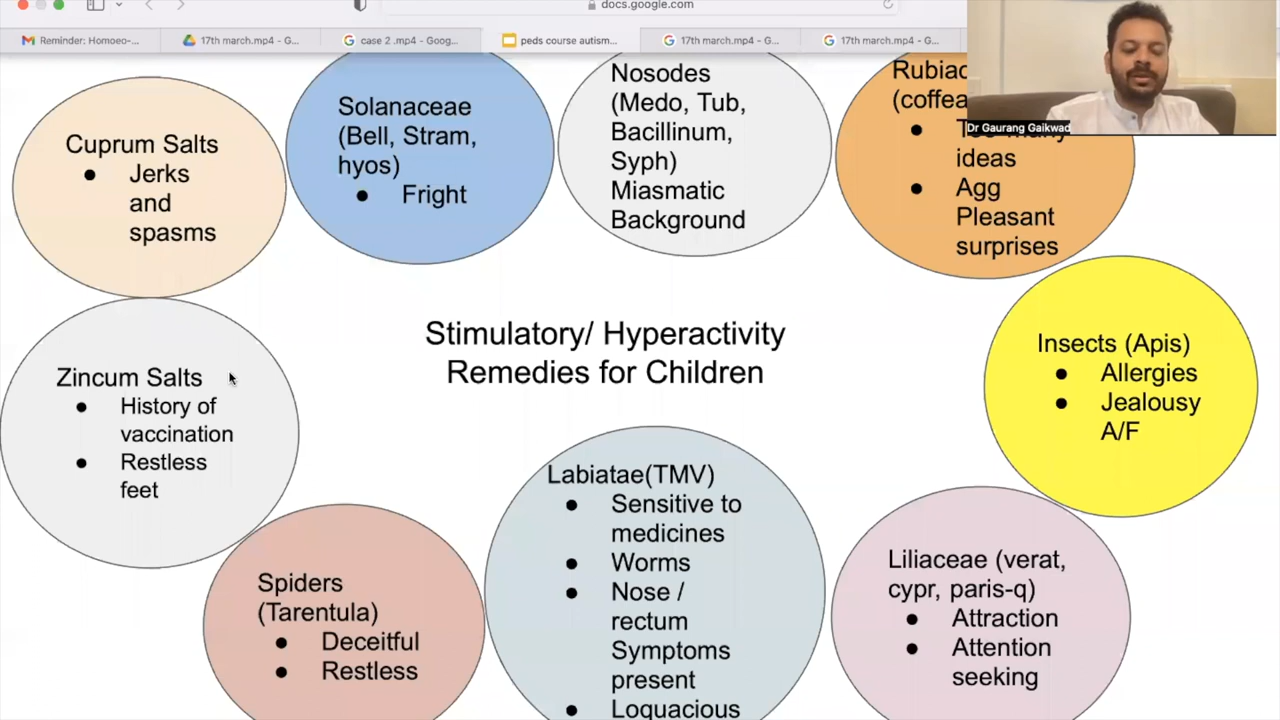 docs.google.com
Reminder: Homoeo-...
17th march.mp4 - G...
case 2 .mp4 - Goog...
peds course autism...
17th march.mp4 - G...
17th march.mp4 - G...
Dr Gaurang Gaikwad
Cuprum Salts
● Jerks
and
spasms
Solanaceae
(Bell, Stram,
hyos)
● Fright
Nosodes
(Medo, Tub,
Bacillinum,
Syph)
Miasmatic
Background
(coffea
● Too many
ideas
● Agg
Pleasant
surprises
Stimulatory/ Hyperactivity
Remedies for Children
Zincum Salts
● History of
vaccination
● Restless
feet
Insects (Apis)
● Allergies
● Jealousy
A/F
Spiders
(Tarentula)
● Deceitful
● Restless
Labiatae(TMV)
● Sensitive to
medicines
● Worms
● Nose /
rectum
Symptoms
present
● Loquacious
Liliaceae (verat,
cypr, paris-q)
● Attraction
● Attention
seeking